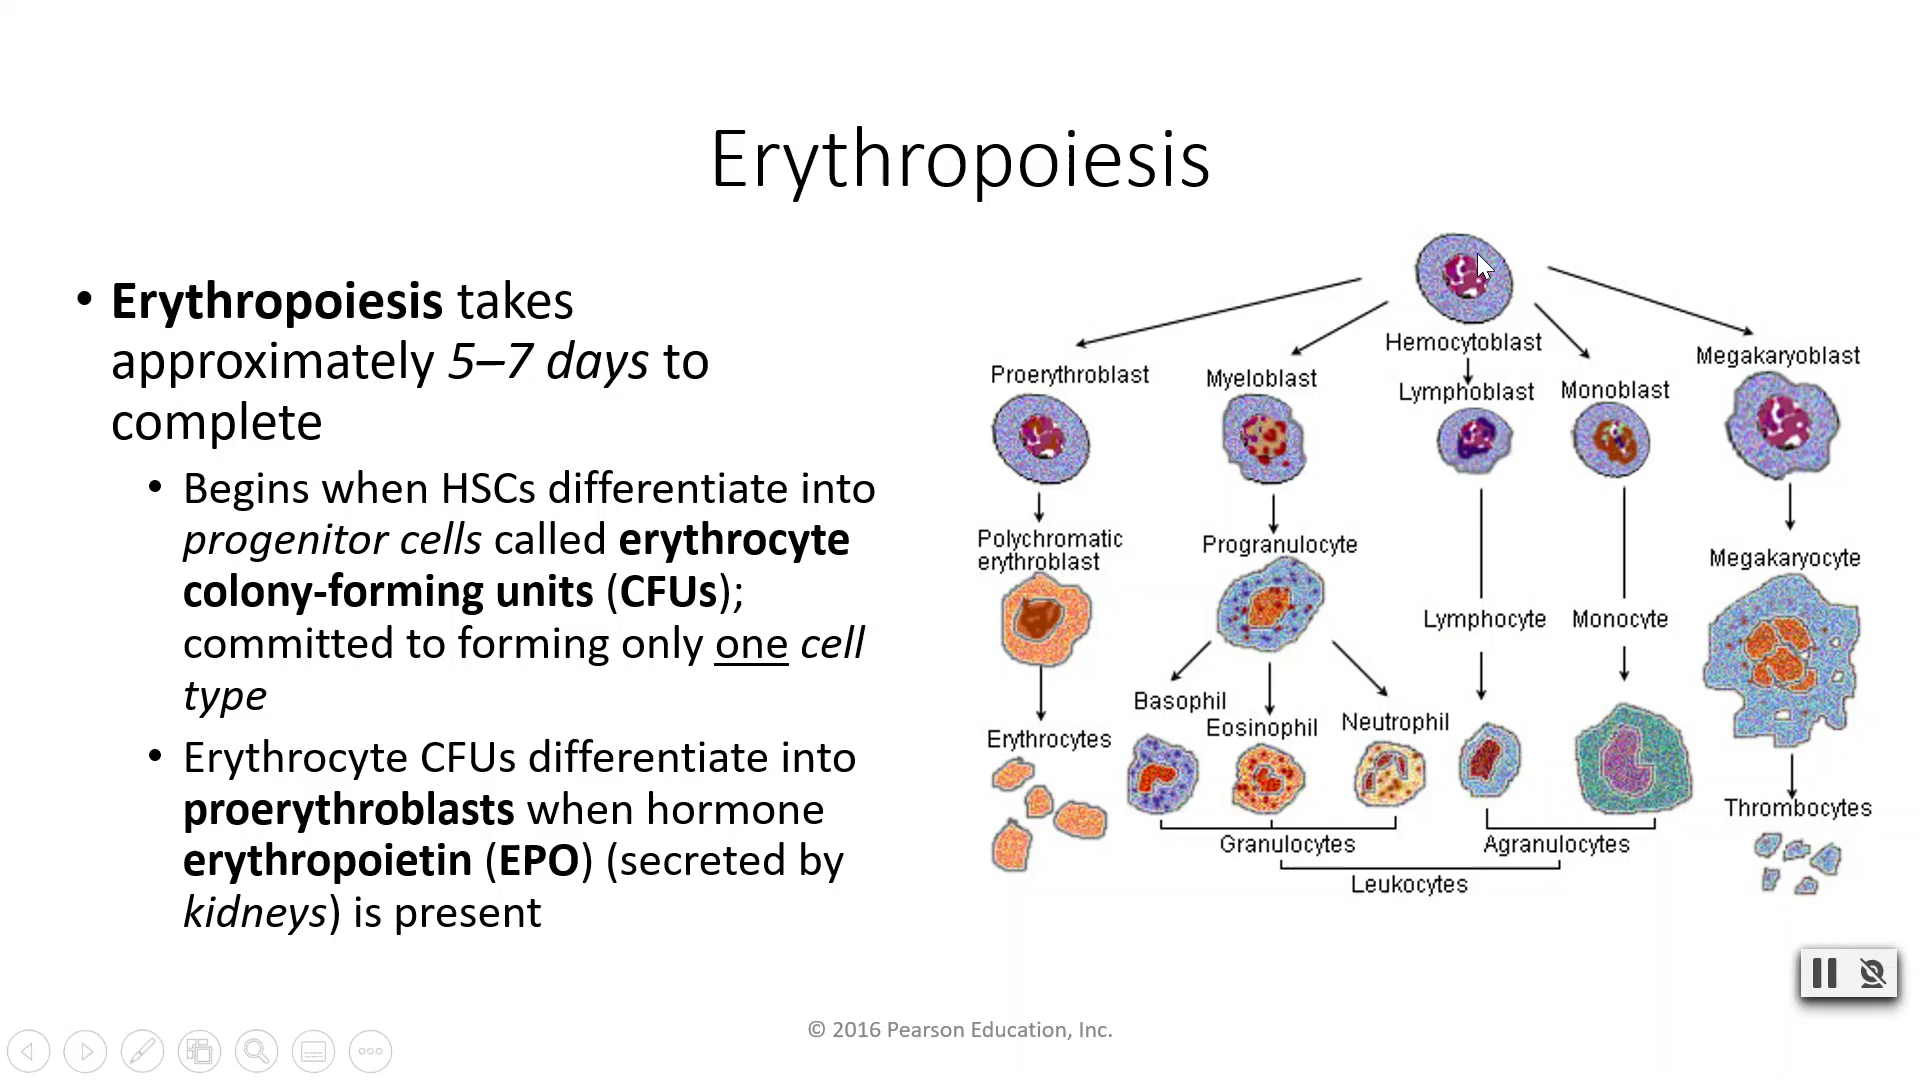 Erythropoiesis
• Erythropoiesis takes
approximately 5–7 days to
complete
• Begins when HSCs differentiate into
progenitor cells called erythrocyte
colony-forming units (CFUs);
committed to forming only one cell
type
• Erythrocyte CFUs differentiate into
proerythroblasts when hormone
erythropoietin (EPO) (secreted by
kidneys) is present
Hemocytoblast
Proerythroblast
Myeloblast
Lymphoblast
Monoblast
Megakaryoblast
Polychromatic
erythroblast
Progranulocyte
Megakaryocyte
Lymphocyte
Monocyte
Erythrocytes
Basophil
Eosinophil
Neutrophil
Thrombocytes
Granulocytes
Agranulocytes
Leukocytes
© 2016 Pearson Education, Inc.